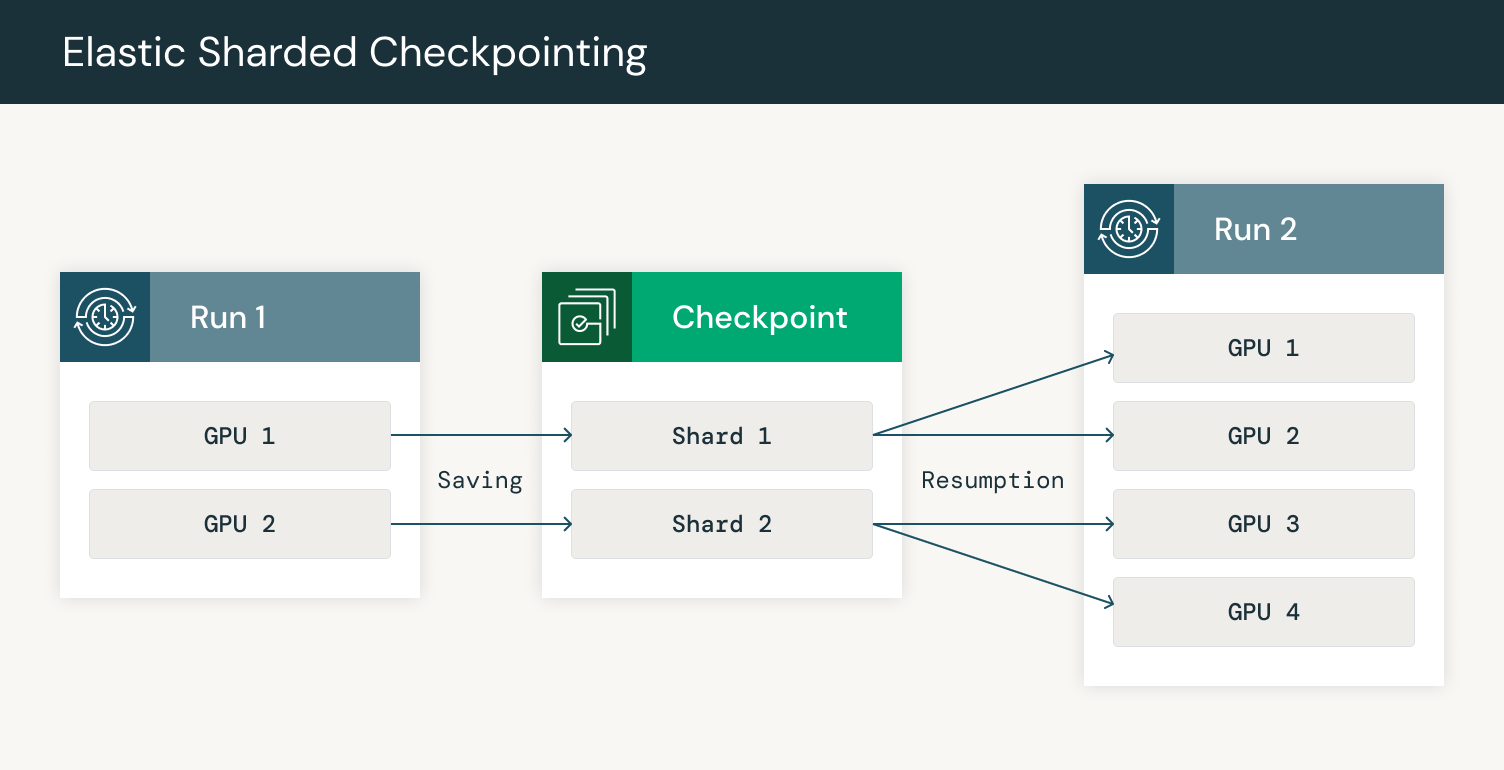 Elastic Sharded Checkpointing
Run 1
GPU 1
GPU 2
Saving
Checkpoint
Shard 1
Shard 2
Resumption
Run 2
GPU 1
GPU 2
GPU 3
GPU 4